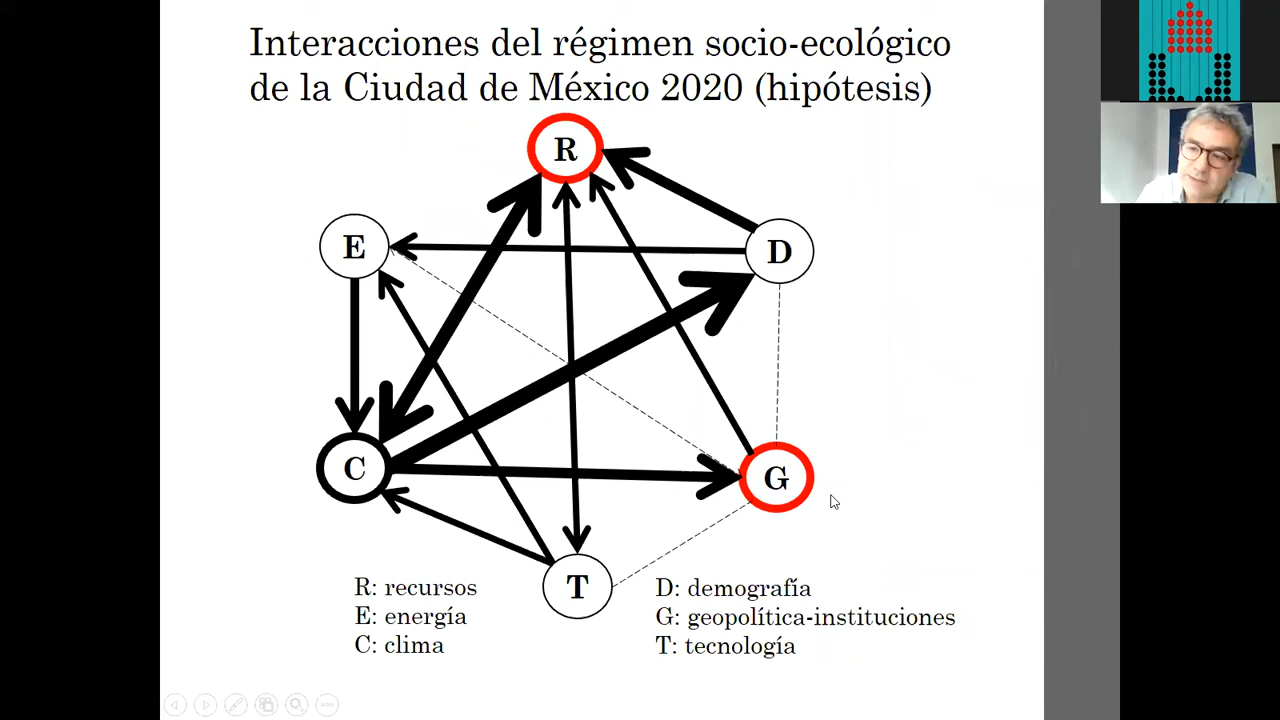 Interacciones del régimen socio-ecológico
de la Ciudad de México 2020 (hipótesis)
R
E
D
C
G
T
R: recursos
E: energía
C: clima
D: demografía
G: geopolítica-instituciones
T: tecnología